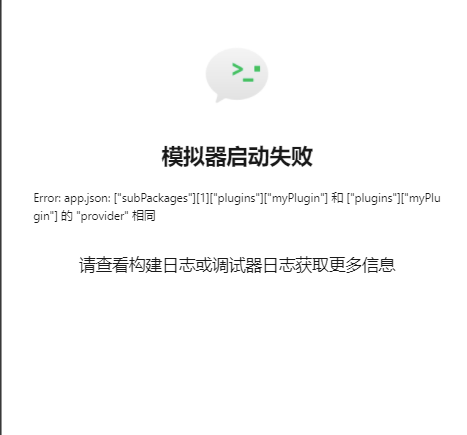 模拟器启动失败
Error: app.json: ["subPackages"][1]["plugins"]["myPlugin"] 和 ["plugins"]["myPlu
gin"] 的 "provider" 相同
请查看构建日志或调试器日志获取更多信息